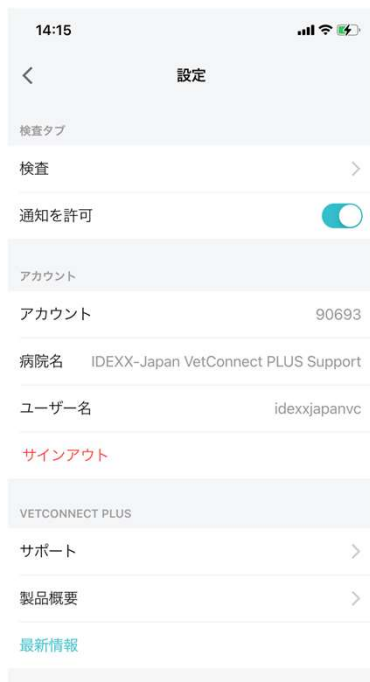 14:15
設定
検査タブ
検査
通知を許可
アカウント
アカウント 90693
病院名 IDEXX-Japan VetConnect PLUS Support
ユーザー名 idexxjapanvc
サインアウト
VETCONNECT PLUS
サポート
製品概要
最新情報